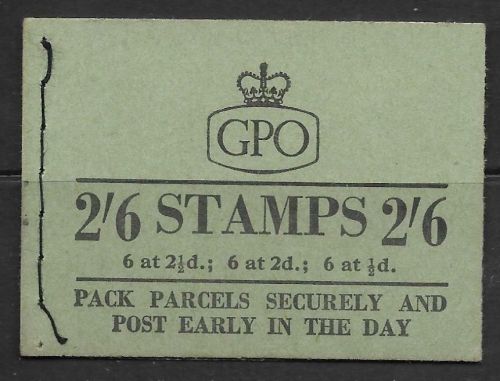 GPO
2/6 STAMPS 2/6
6 at 2½d.; 6 at 2d.; 6 at ½d.
PACK PARCELS SECURELY AND
POST EARLY IN THE DAY